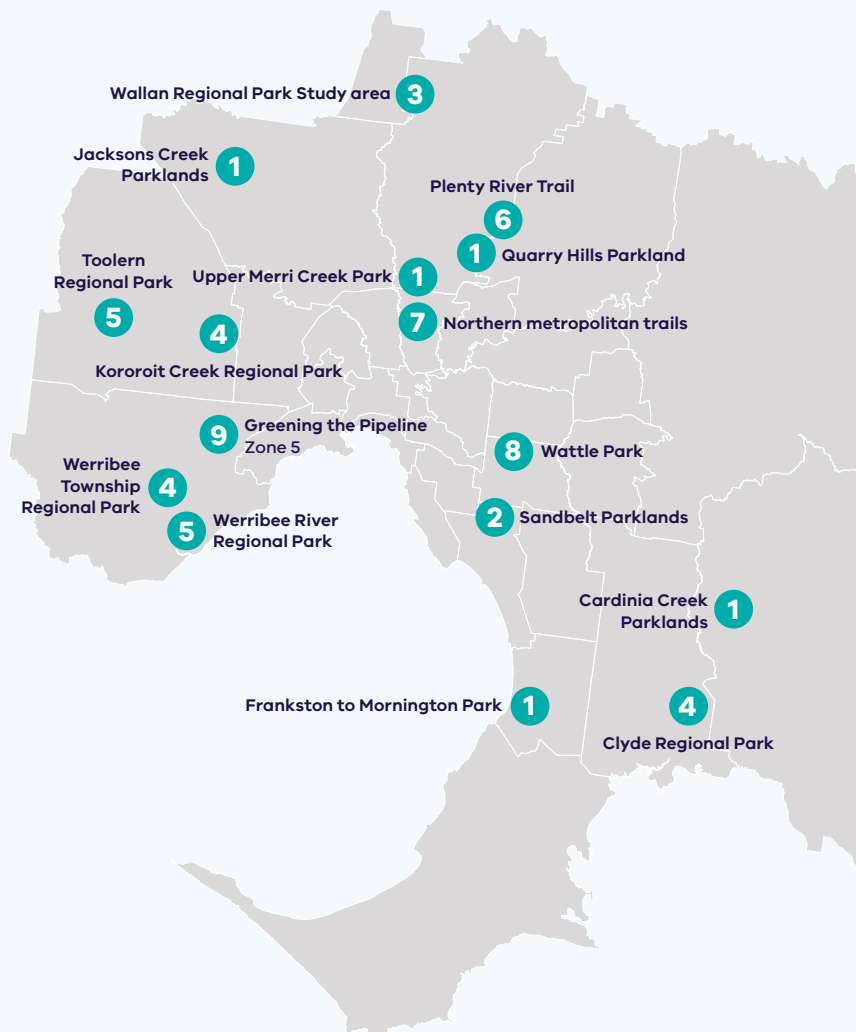 Wallan Regional Park Study area
3
Jacksons Creek
Parklands
1
Plenty River Trail
6
1
Quarry Hills Parkland
Upper Merri Creek Park
1
Toolern
Regional Park
5
7
Northern metropolitan trails
4
Kororoit Creek Regional Park
9
Greening the Pipeline
Zone 5
8
Wattle Park
Werribee
Township
Regional Park
4
5
Werribee River
Regional Park
2
Sandbelt Parklands
Cardinia Creek
Parklands
1
Frankston to Mornington Park
1
4
Clyde Regional Park